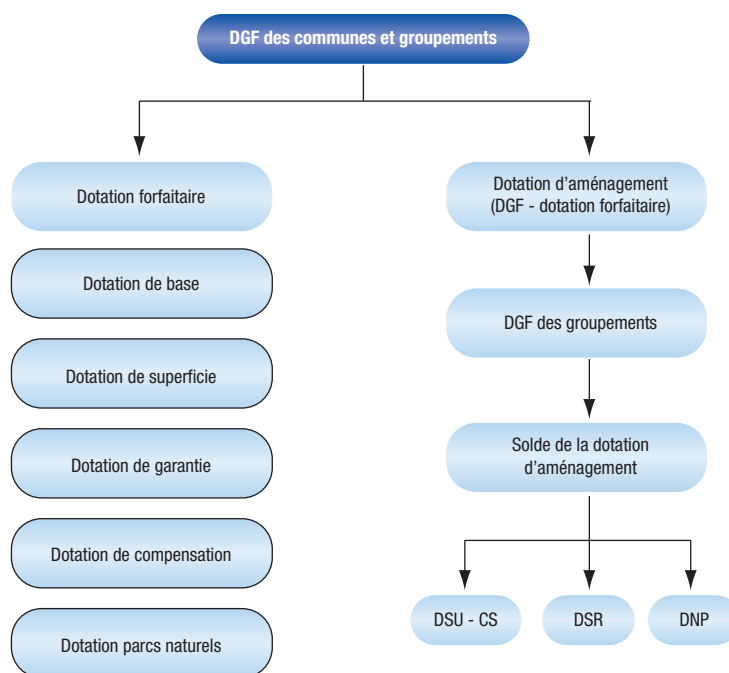 DGF des communes et groupements
Dotation forfaitaire
Dotation de base
Dotation de superficie
Dotation de garantie
Dotation de compensation
Dotation parcs naturels
Dotation d’aménagement
(DGF - dotation forfaitaire)
DGF des groupements
Solde de la dotation
d’aménagement
DSU - CS
DSR
DNP